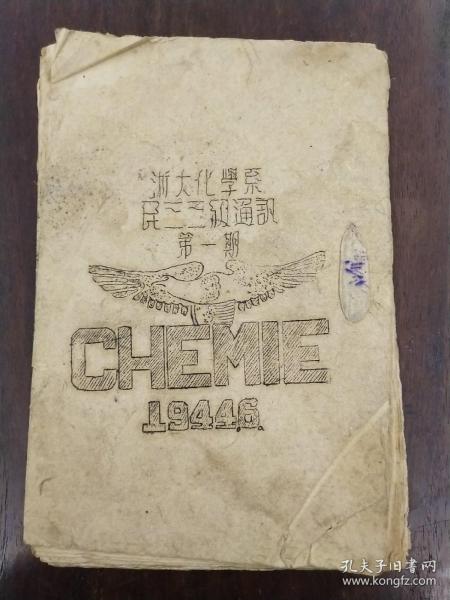 浙大化學系
民三三级通訊
第一期
CHEMIE
1944.6.
孔夫子旧书网
www.kongfz.com